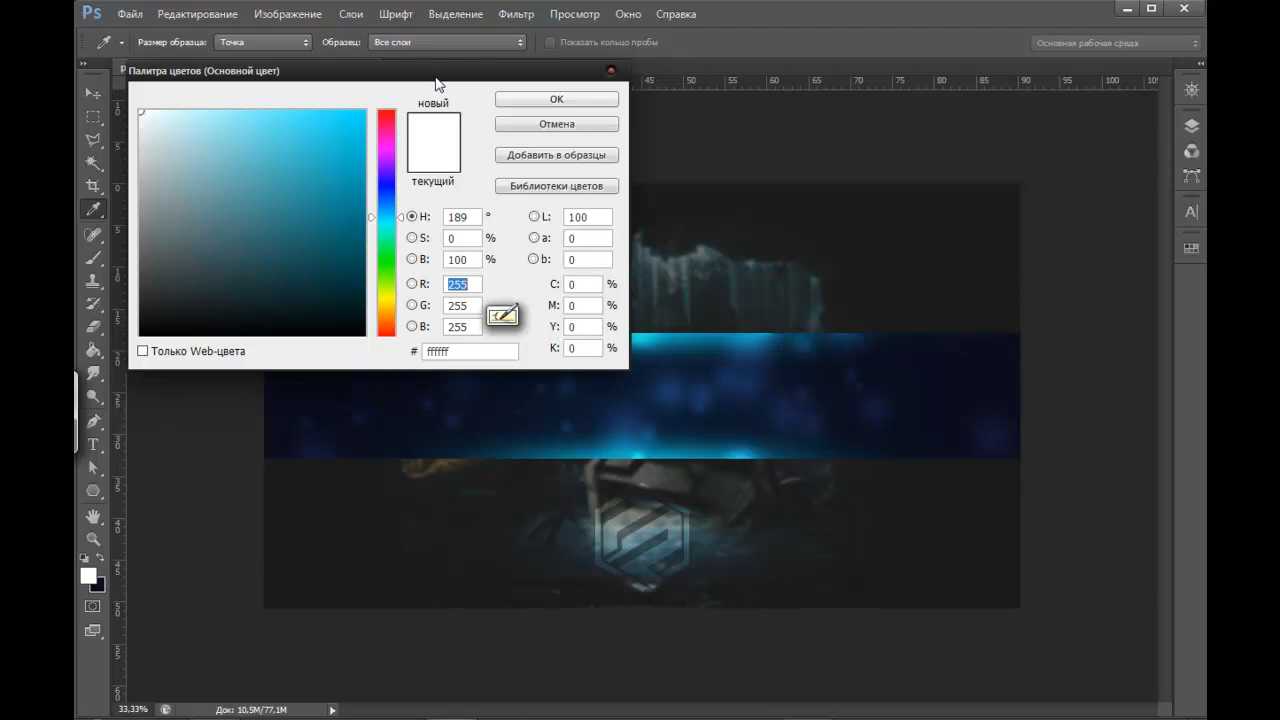 Ps Файл Редактирование Изображение Слои Шрифт Выделение Фильтр Просмотр Окно Справка
Размер образца: Точка Образец: Все слои Показать кольцо пробы Основная рабочая среда
Палитра цветов (Основной цвет)
45 50 55 60 65 70 75 80 85 90 95 100 105
новый
OK
Отмена
Добавить в образцы
текущий
Библиотеки цветов
H: 189 ° L: 100
S: 0 % a: 0
B: 100 % b: 0
R: 255 C: 0 %
G: 255 M: 0 %
B: 255 Y: 0 %
# ffffff K: 0 %
Только Web-цвета
33,33% Док: 10,5M/77,1M